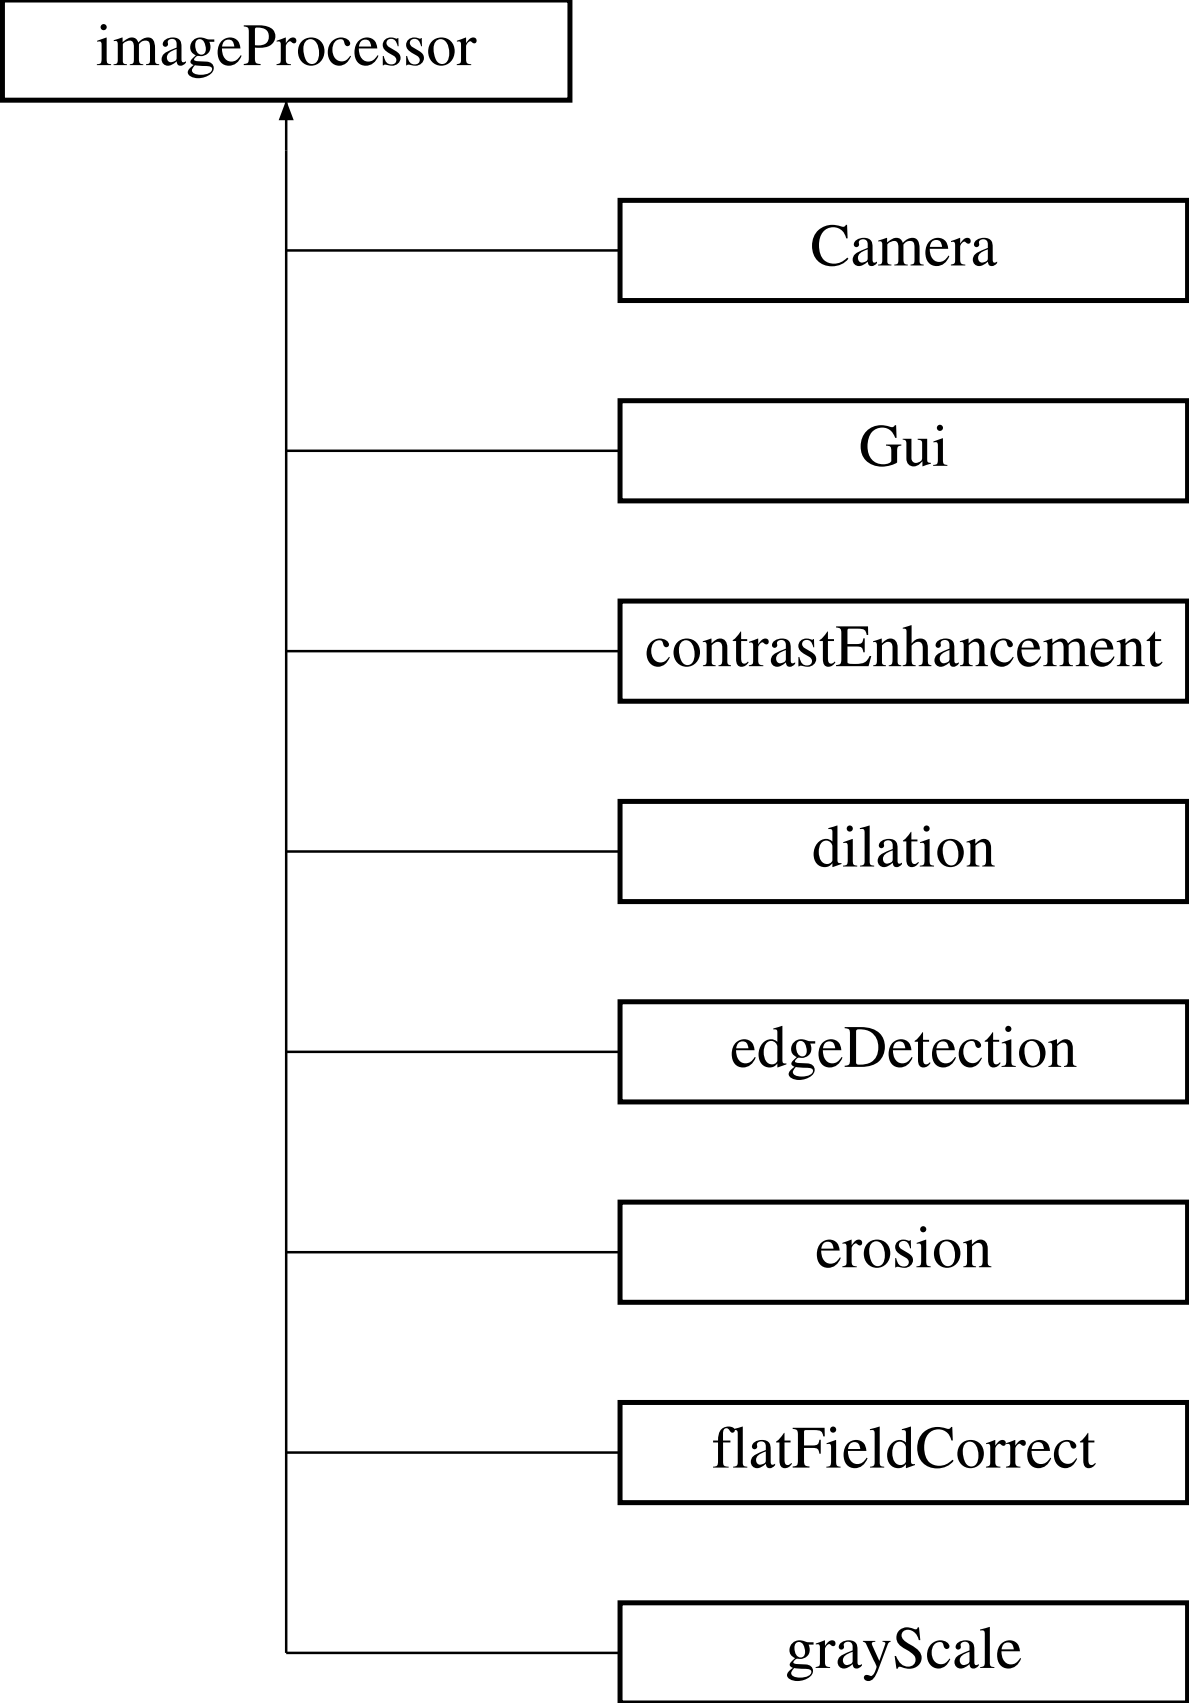 imageProcessor
Camera
Gui
contrastEnhancement
dilation
edgeDetection
erosion
flatFieldCorrect
grayScale